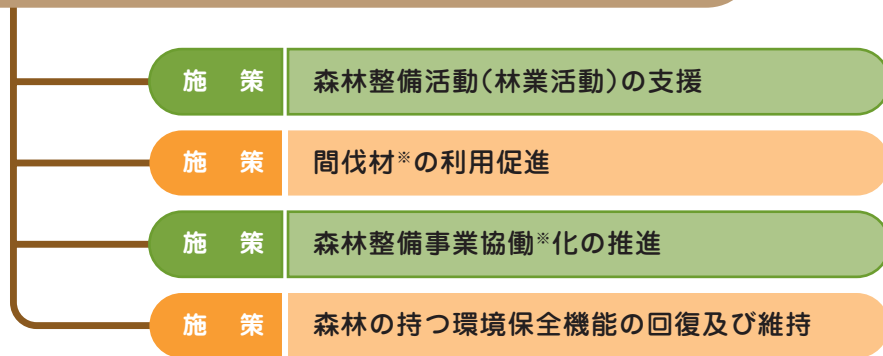 施 策 森林整備活動(林業活動)の支援
施 策 間伐材※の利用促進
施 策 森林整備事業協働※化の推進
施 策 森林の持つ環境保全機能の回復及び維持